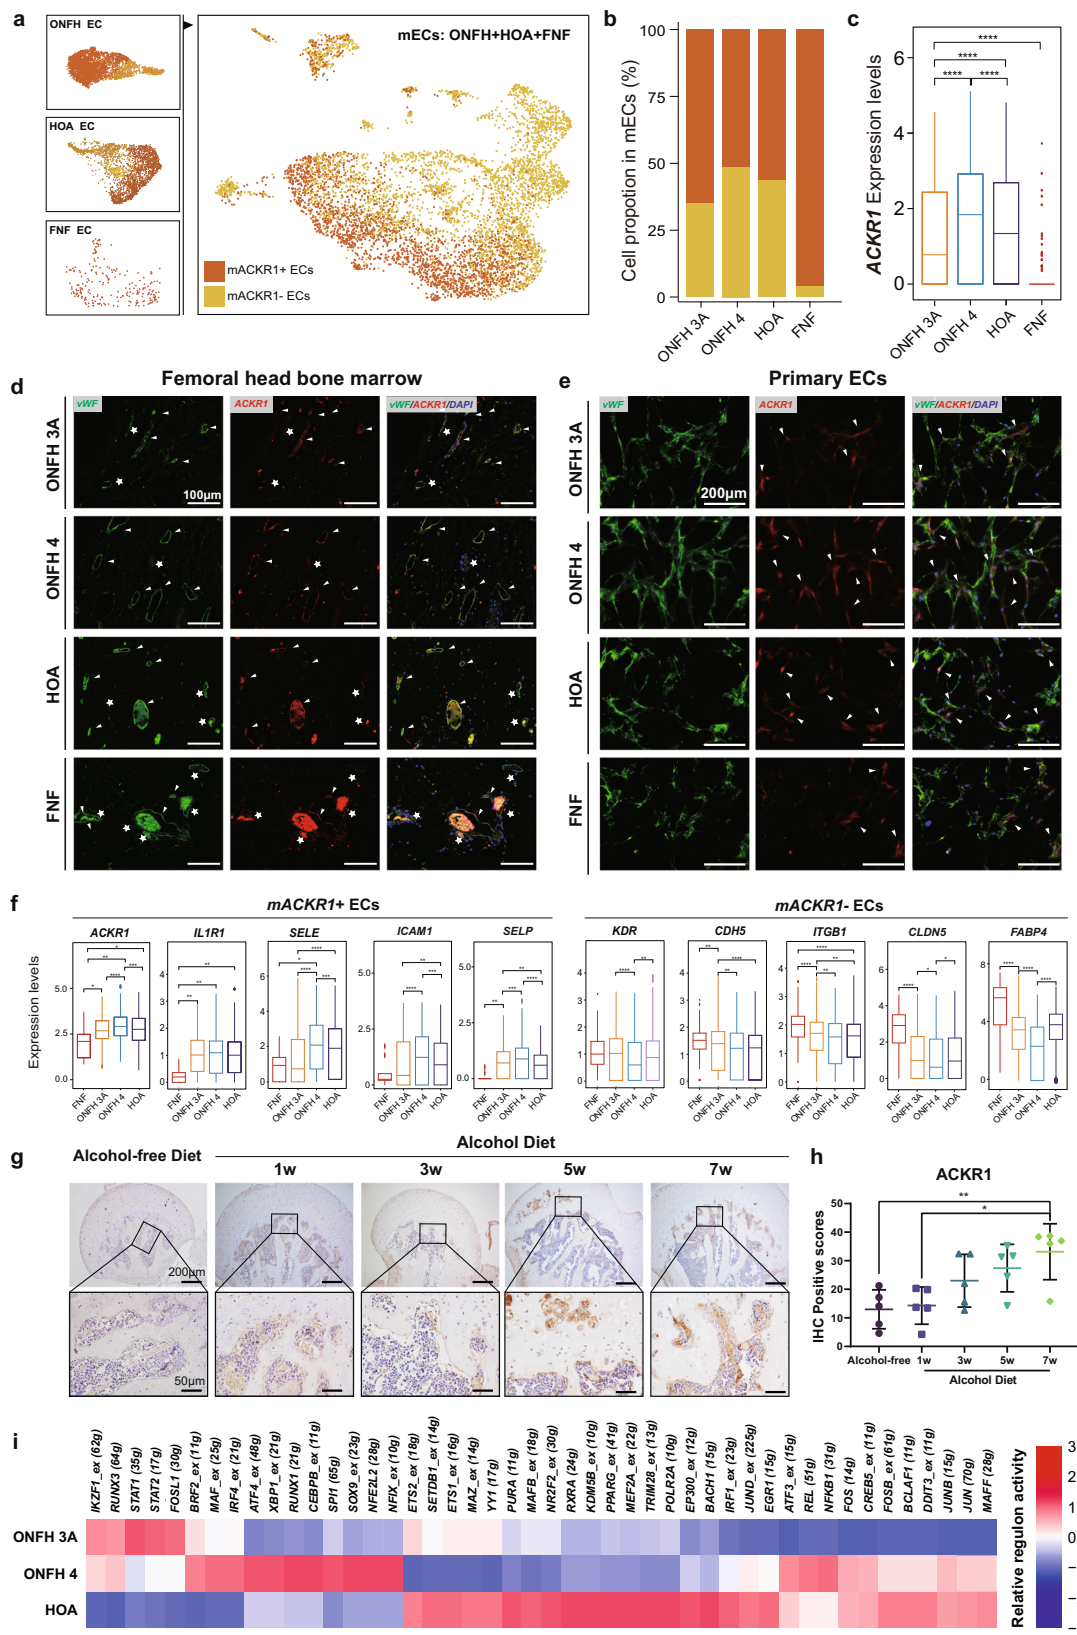 a
ONFH EC
HOA EC
FNF EC
mECs: ONFH+HOA+FNF
mACKR1+ ECs
mACKR1- ECs
b
Cell propotion in mECs (%)
100
75
50
25
0
ONFH 3A
ONFH 4
HOA
FNF
c
ACKR1 Expression levels
6
4
2
0
****
****
**** ****
ONFH 3A
ONFH 4
HOA
FNF
d
Femoral head bone marrow
vWF
ACKR1
vWF/ACKR1/DAPI
ONFH 3A
100μm
ONFH 4
HOA
FNF
e
Primary ECs
vWF
ACKR1
vWF/ACKR1/DAPI
ONFH 3A
200μm
ONFH 4
HOA
FNF
f
mACKR1+ ECs
mACKR1- ECs
ACKR1
IL1R1
SELE
ICAM1
SELP
KDR
CDH5
ITGB1
CLDN5
FABP4
Expression levels
FNF
ONFH 3A
ONFH 4
HOA
g
Alcohol-free Diet
Alcohol Diet
1w
3w
5w
7w
200μm
50μm
h
ACKR1
IHC Positive scores
50
40
30
20
10
0
**
*
Alcohol-free
1w
3w
5w
7w
Alcohol Diet
i
IKZF1_ex (62g)
RUNX3 (64g)
STAT1 (35g)
STAT2 (17g)
FOSL1 (30g)
BRF2_ex (11g)
MAF_ex (25g)
IRF4_ex (21g)
ATF4_ex (48g)
XBP1_ex (21g)
RUNX1 (21g)
CEBPB_ex (11g)
SPI1 (65g)
SOX9_ex (23g)
NFE2L2 (28g)
NFIX_ex (10g)
ETS2_ex (18g)
SETDB1_ex (14g)
ETS1_ex (16g)
MAZ_ex (14g)
YY1 (17g)
PURA (11g)
MAFB_ex (18g)
NR2F2_ex (30g)
RXRA (24g)
KDM5B_ex (10g)
PPARG_ex (41g)
MEF2A_ex (22g)
TRIM28_ex (13g)
POLR2A (10g)
EP300_ex (12g)
BACH1 (15g)
IRF1_ex (23g)
JUND_ex (225g)
EGR1 (15g)
ATF3_ex (15g)
REL (51g)
NFKB1 (31g)
FOS (14g)
CREB5_ex (11g)
FOSB_ex (61g)
BCLAF1 (11g)
DDIT3_ex (11g)
JUNB (15g)
JUN (70g)
MAFF (28g)
ONFH 3A
ONFH 4
HOA
Relative regulon activity
3
2
1
0